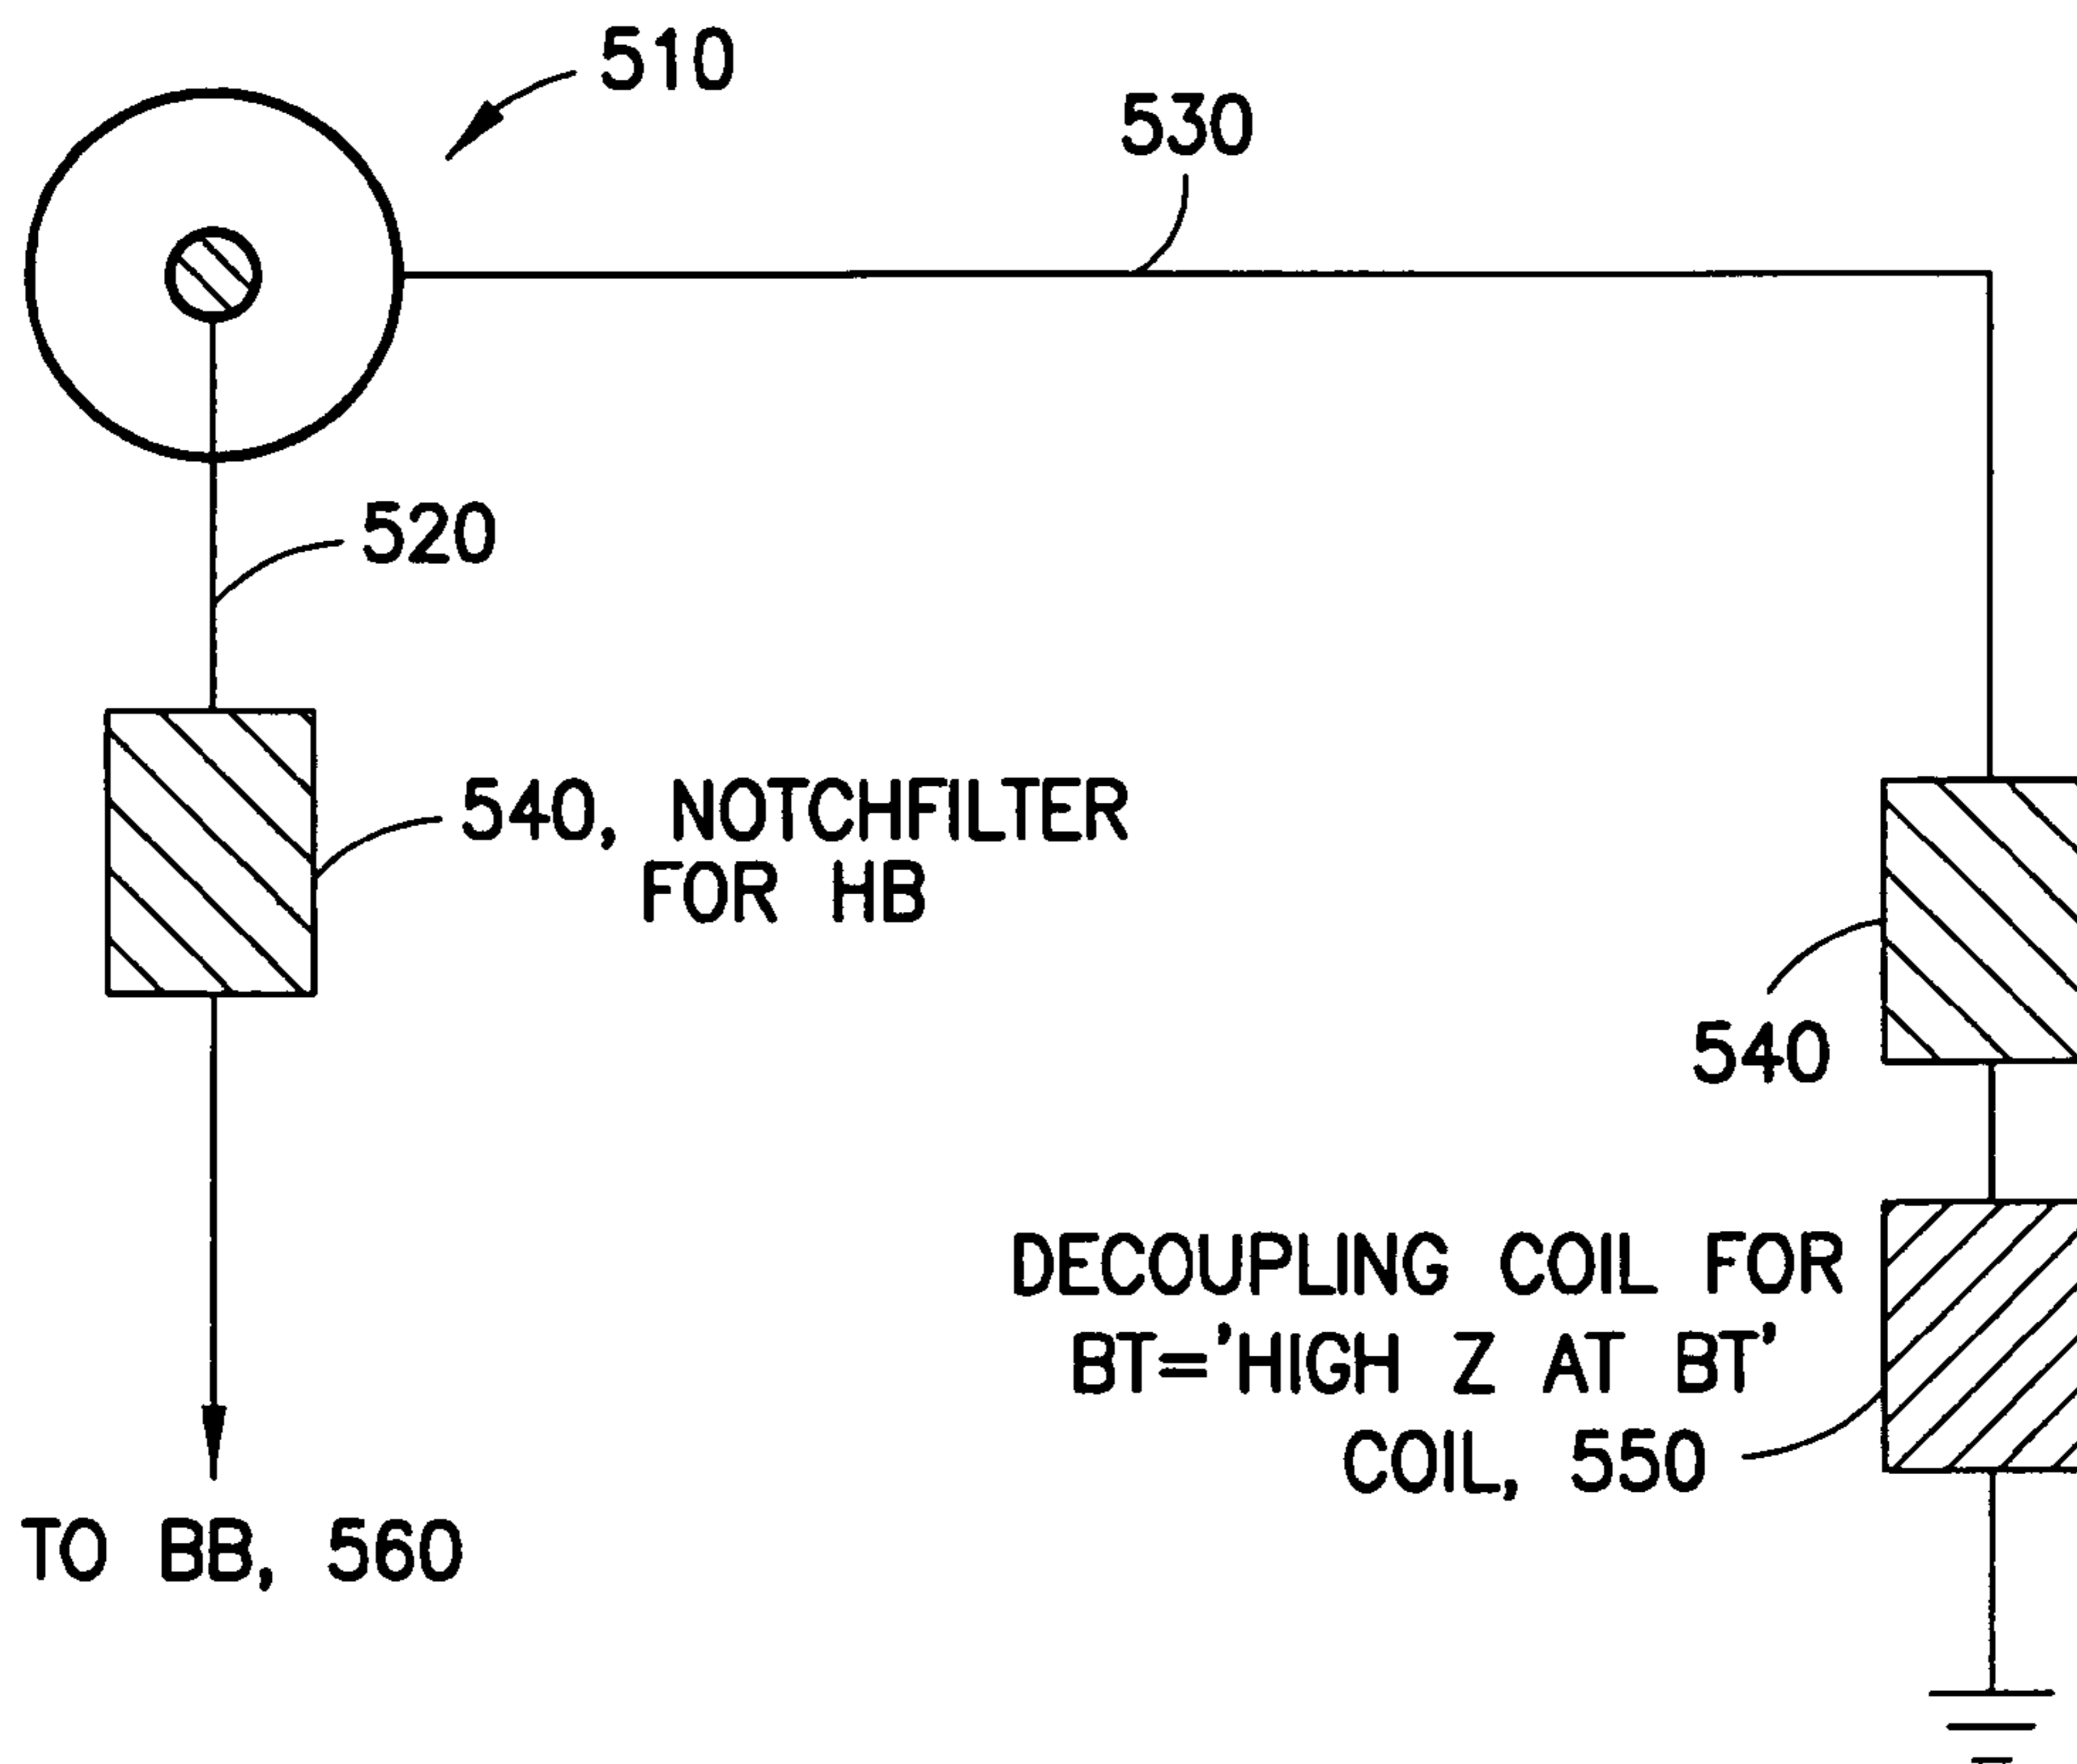 510
530
520
540, NOTCHFILTER
FOR HB
540
DECOUPLING COIL FOR
BT='HIGH Z AT BT'
COIL, 550
TO BB, 560